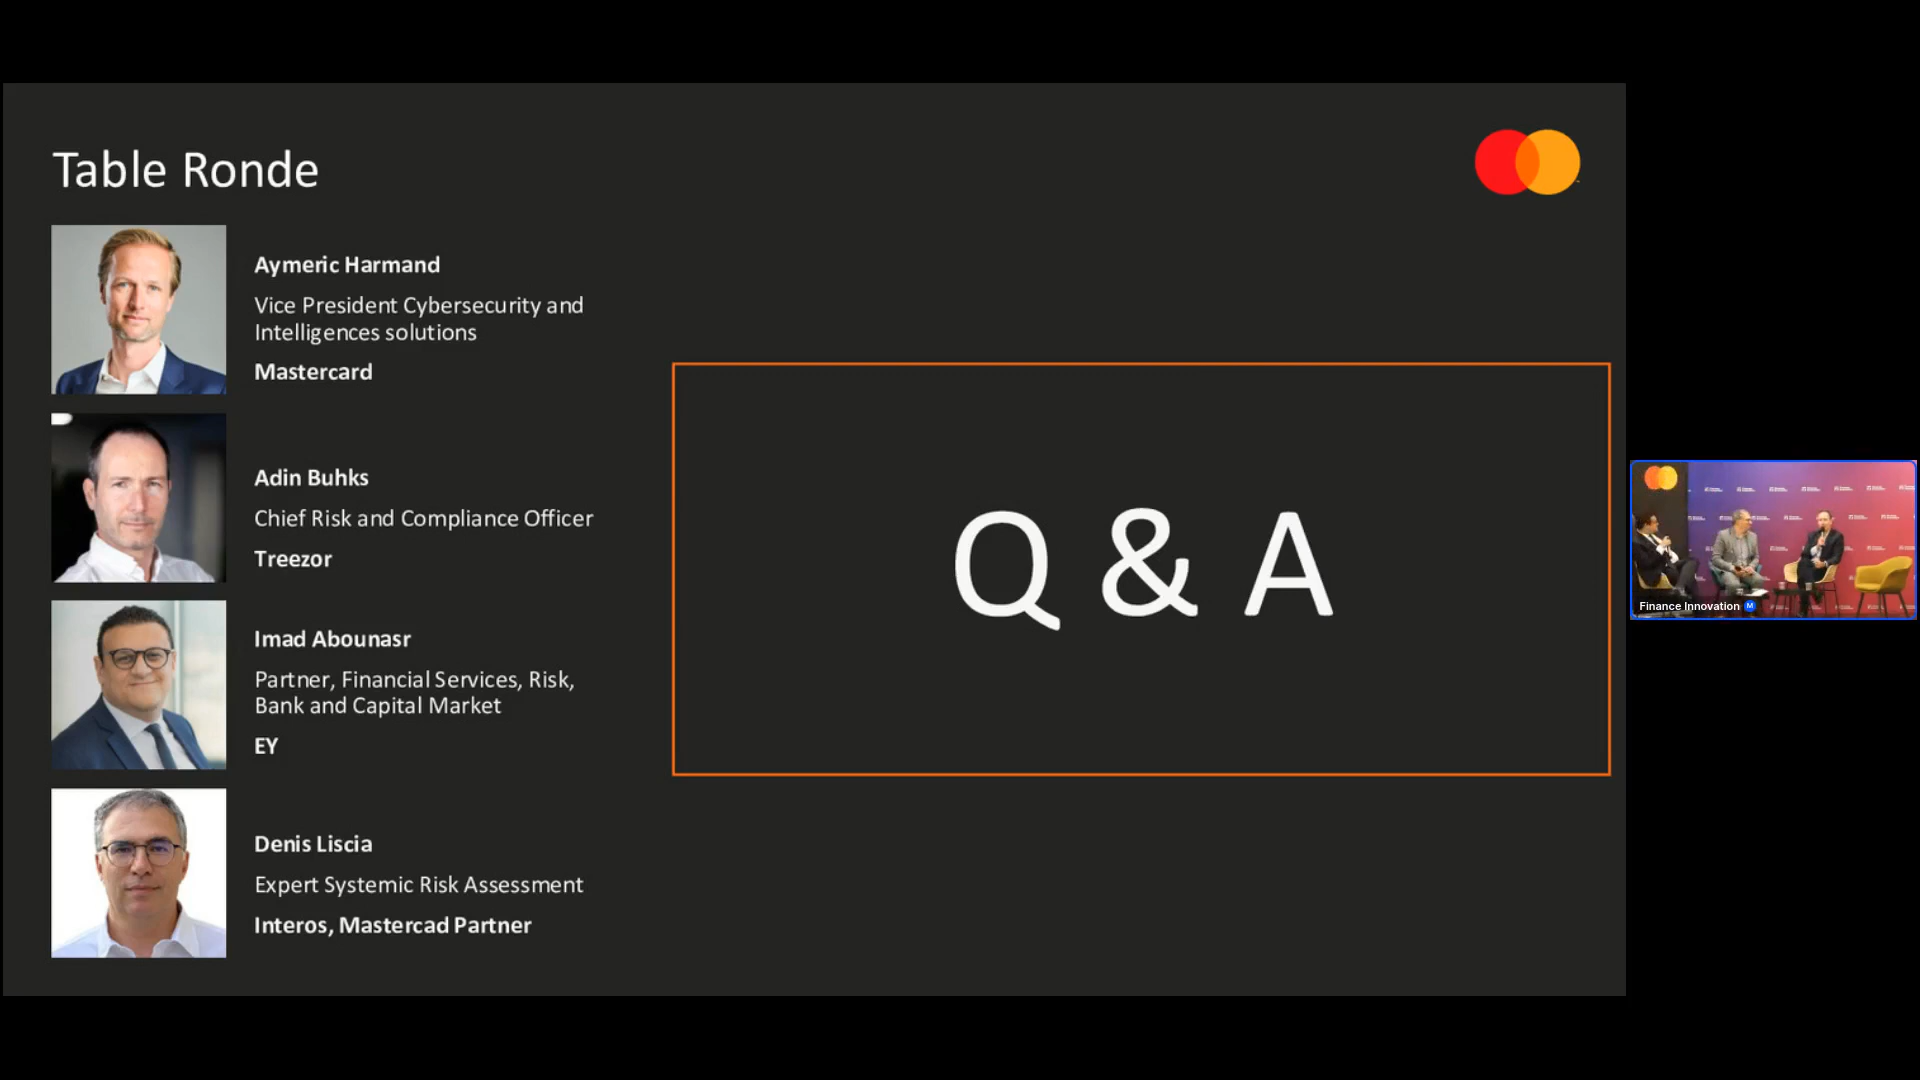 Table Ronde
Aymeric Harmand
Vice President Cybersecurity and
Intelligences solutions
Mastercard
Adin Buhks
Chief Risk and Compliance Officer
Treezor
Imad Abounasr
Partner, Financial Services, Risk,
Bank and Capital Market
EY
Denis Liscia
Expert Systemic Risk Assessment
Interos, Mastercad Partner
Q & A
Finance Innovation M